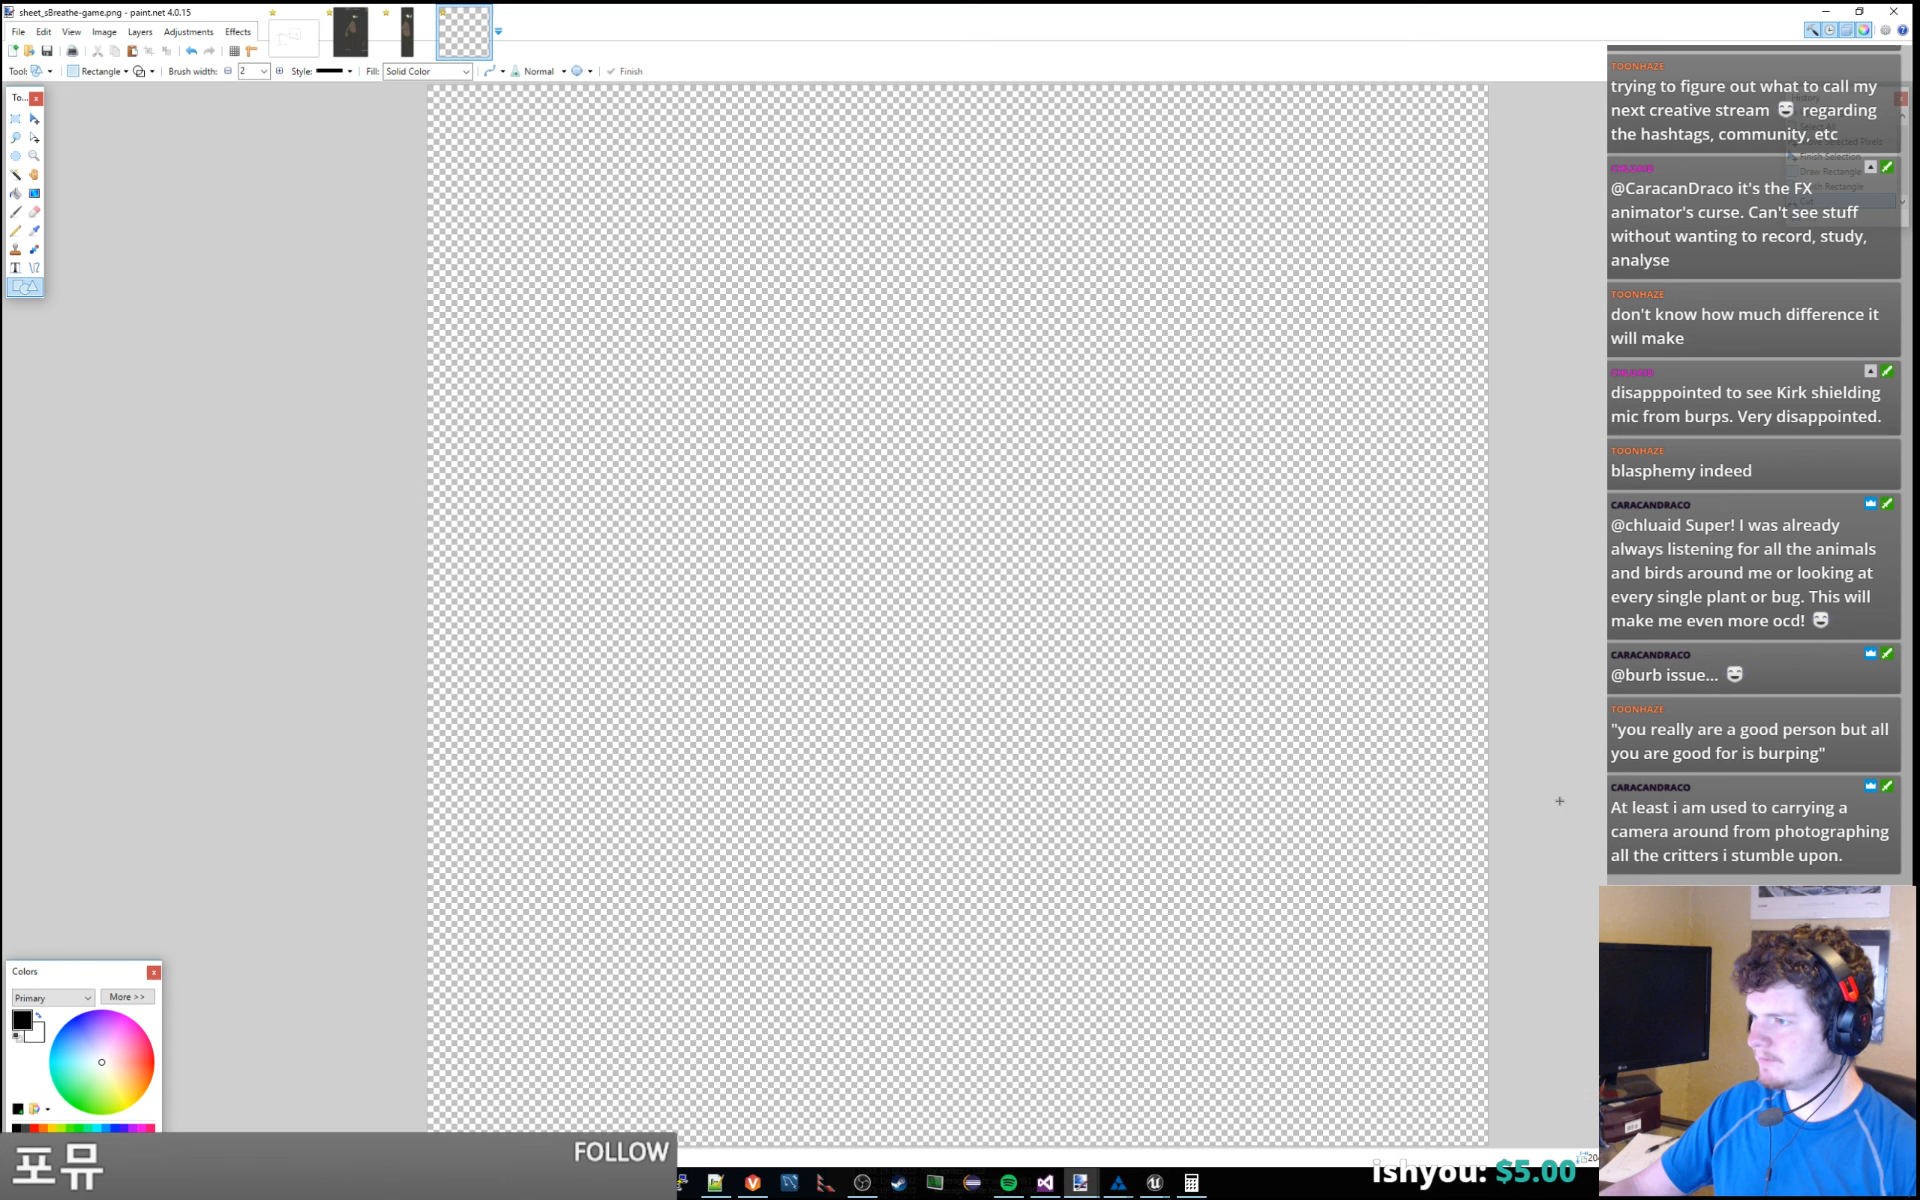 sheet_sBreathe-game.png - paint.net 4.0.15
File Edit View Image Layers Adjustments Effects
Tool: Rectangle Brush width: 2 Style: Fill: Solid Color Normal Finish
To...
TOONHAZE
trying to figure out what to call my
next creative stream regarding
the hashtags, community, etc
History
Finish Selection
Draw Rectangle
Cut
@CaracanDraco it's the FX
animator's curse. Can't see stuff
without wanting to record, study,
analyse
TOONHAZE
don't know how much difference it
will make
disapppointed to see Kirk shielding
mic from burps. Very disappointed.
TOONHAZE
blasphemy indeed
CARACANDRACO
@chluaid Super! I was already
always listening for all the animals
and birds around me or looking at
every single plant or bug. This will
make me even more ocd!
CARACANDRACO
@burb issue...
TOONHAZE
"you really are a good person but all
you are good for is burping"
CARACANDRACO
At least i am used to carrying a
camera around from photographing
all the critters i stumble upon.
Colors
Primary More >>
포뮤
FOLLOW
ishyou: $5.00